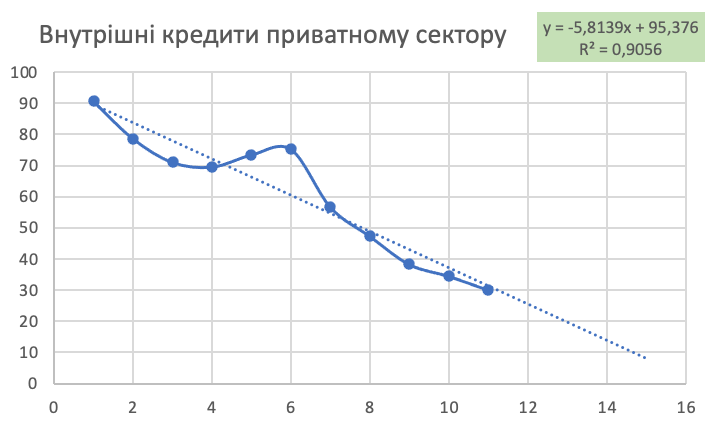 Внутрішні кредити приватному сектору
y = -5,8139x + 95,376
R² = 0,9056
100
90
80
70
60
50
40
30
20
10
0
0 2 4 6 8 10 12 14 16